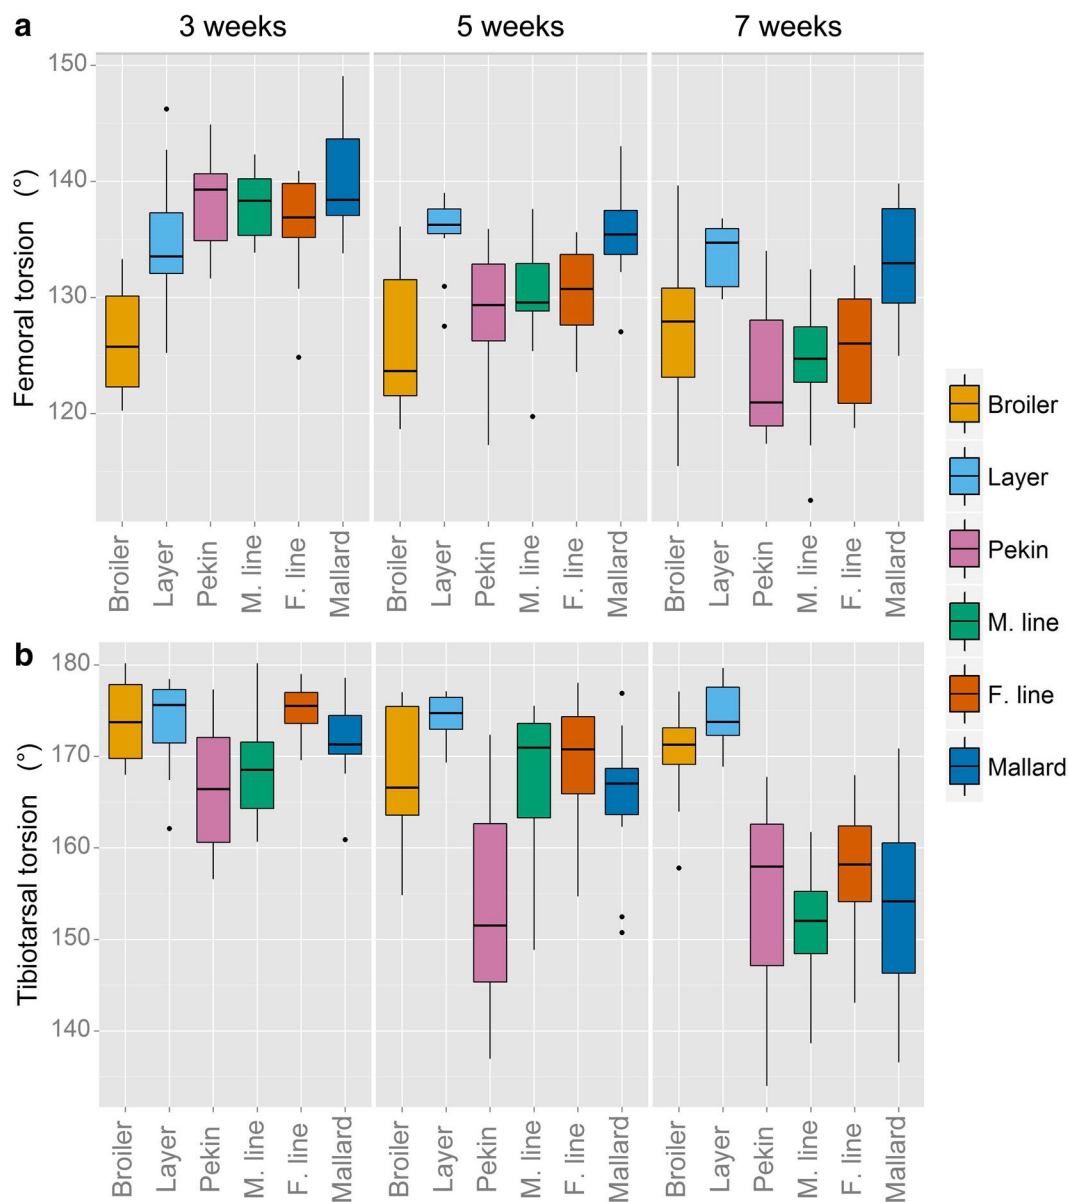 a
3 weeks
5 weeks
7 weeks
Femoral torsion (°)
150
140
130
120
Broiler
Layer
Pekin
M. line
F. line
Mallard
Broiler
Layer
Pekin
M. line
F. line
Mallard
Broiler
Layer
Pekin
M. line
F. line
Mallard
b
Tibiotarsal torsion (°)
180
170
160
150
140
Broiler
Layer
Pekin
M. line
F. line
Mallard
Broiler
Layer
Pekin
M. line
F. line
Mallard
Broiler
Layer
Pekin
M. line
F. line
Mallard
Broiler
Layer
Pekin
M. line
F. line
Mallard